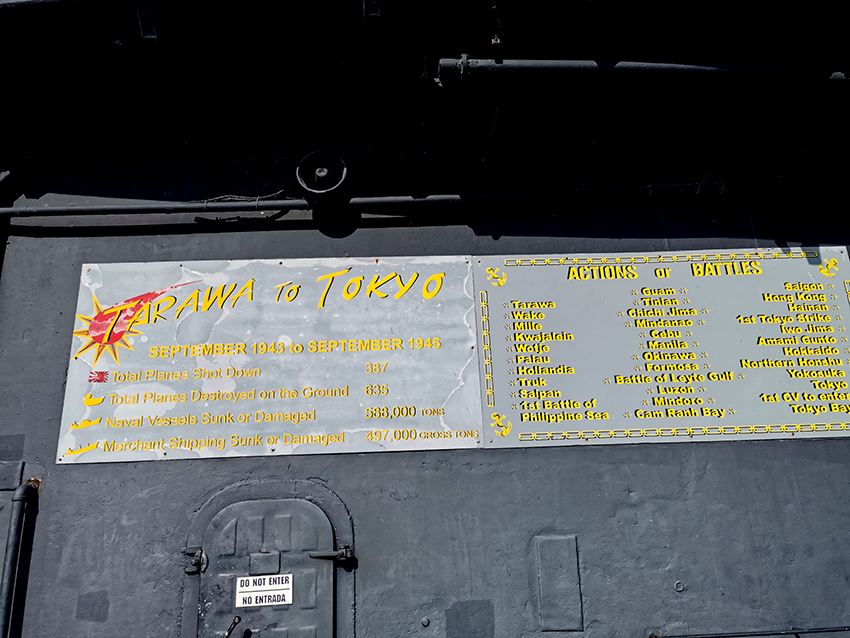 TARAWA TO TOKYO
SEPTEMBER 1943 to SEPTEMBER 1945
Total Planes Shot Down 387
Total Planes Destroyed on the Ground 635
Naval Vessels Sunk or Damaged 588,000 TONS
Merchant Shipping Sunk or Damaged 497,000 GROSS TONS
ACTIONS or BATTLES
Tarawa
Wake
Mille
Kwajalein
Wotje
Palau
Hollandia
Truk
Saipan
1st Battle of
Philippine Sea
Guam
Tinian
Chichi Jima
Mindanao
Cebu
Manila
Okinawa
Formosa
Battle of Leyte Gulf
Luzon
Mindoro
Cam Ranh Bay
Saigon
Hong Kong
Hainan
1st Tokyo Strike
Iwo Jima
Amami Gunto
Hokkaido
Northern Honshu
Yokosuka
Tokyo
1st CV to enter
Tokyo Bay
DO NOT ENTER
NO ENTRADA